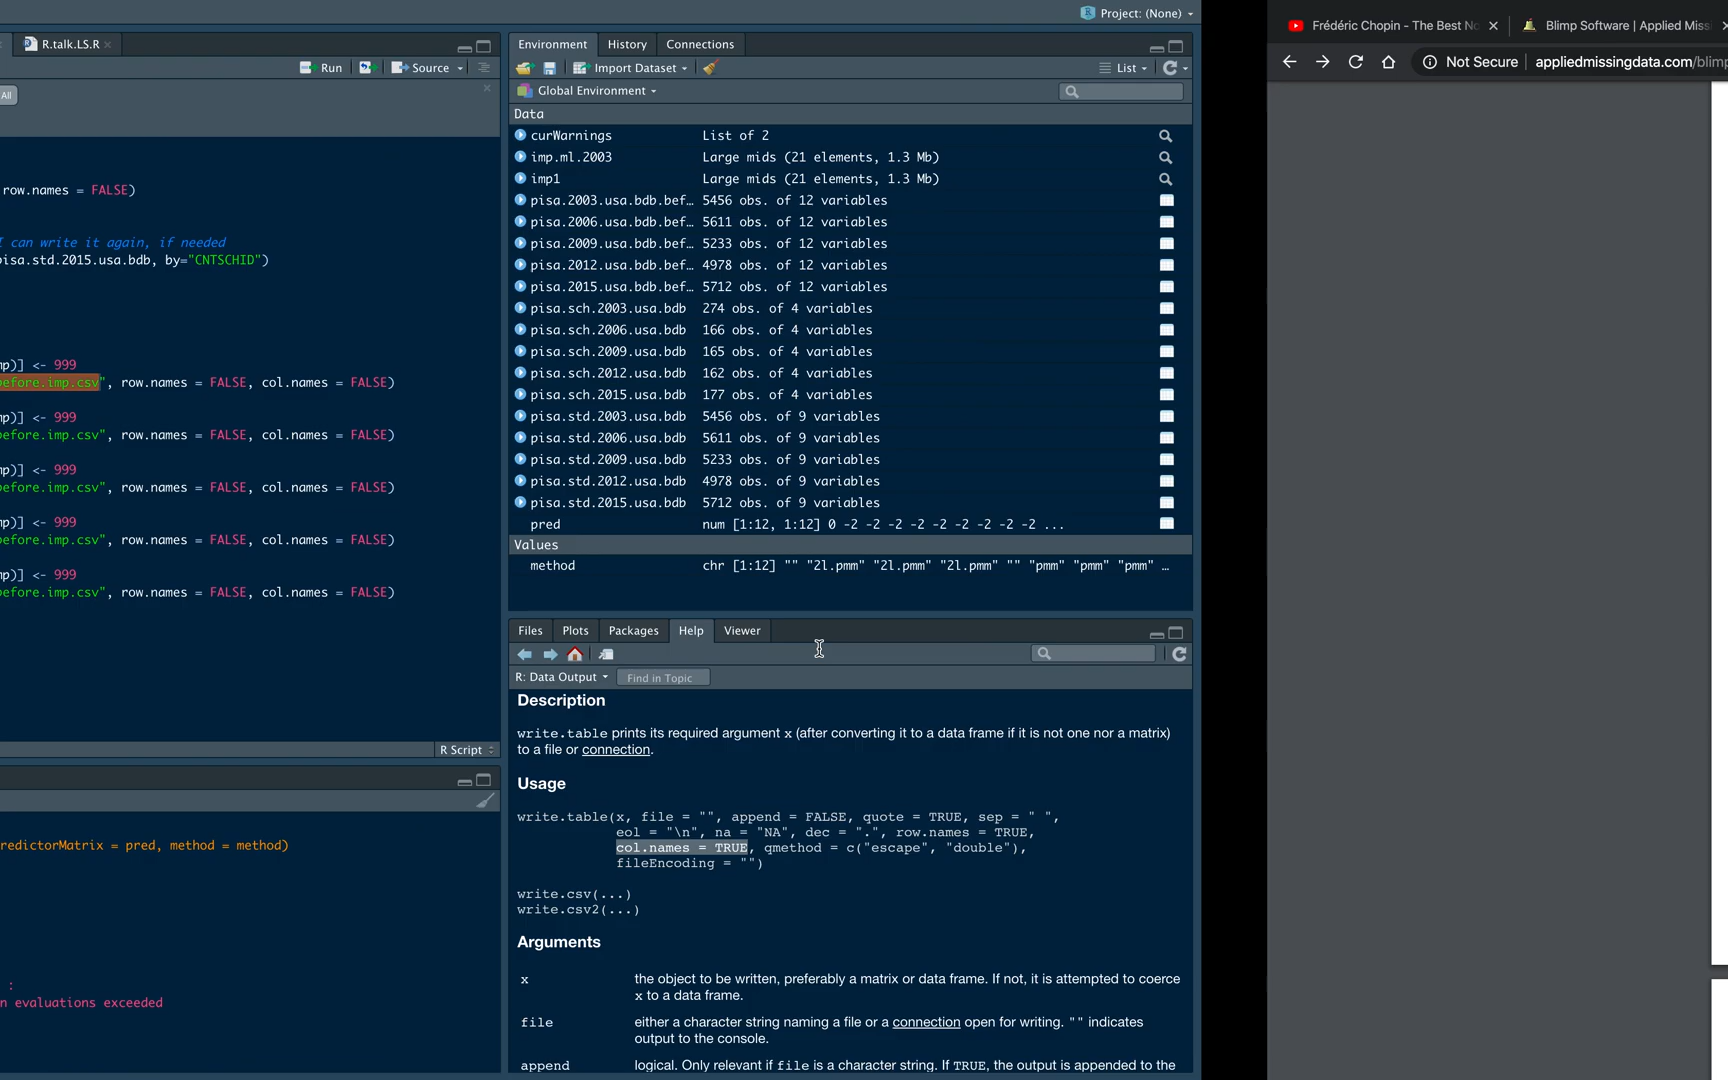 Project: (None)
R.talk.LS.R
Run
Source
All
row.names = FALSE)
I can write it again, if needed
pisa.std.2015.usa.bdb, by="CNTSCHID")
mp)] <- 999
before.imp.csv", row.names = FALSE, col.names = FALSE)
mp)] <- 999
before.imp.csv", row.names = FALSE, col.names = FALSE)
mp)] <- 999
before.imp.csv", row.names = FALSE, col.names = FALSE)
mp)] <- 999
before.imp.csv", row.names = FALSE, col.names = FALSE)
mp)] <- 999
before.imp.csv", row.names = FALSE, col.names = FALSE)
R Script
redictorMatrix = pred, method = method)
:
n evaluations exceeded
Environment History Connections
Import Dataset List
Global Environment
Data
curWarnings List of 2
imp.ml.2003 Large mids (21 elements, 1.3 Mb)
imp1 Large mids (21 elements, 1.3 Mb)
pisa.2003.usa.bdb.bef… 5456 obs. of 12 variables
pisa.2006.usa.bdb.bef… 5611 obs. of 12 variables
pisa.2009.usa.bdb.bef… 5233 obs. of 12 variables
pisa.2012.usa.bdb.bef… 4978 obs. of 12 variables
pisa.2015.usa.bdb.bef… 5712 obs. of 12 variables
pisa.sch.2003.usa.bdb 274 obs. of 4 variables
pisa.sch.2006.usa.bdb 166 obs. of 4 variables
pisa.sch.2009.usa.bdb 165 obs. of 4 variables
pisa.sch.2012.usa.bdb 162 obs. of 4 variables
pisa.sch.2015.usa.bdb 177 obs. of 4 variables
pisa.std.2003.usa.bdb 5456 obs. of 9 variables
pisa.std.2006.usa.bdb 5611 obs. of 9 variables
pisa.std.2009.usa.bdb 5233 obs. of 9 variables
pisa.std.2012.usa.bdb 4978 obs. of 9 variables
pisa.std.2015.usa.bdb 5712 obs. of 9 variables
pred num [1:12, 1:12] 0 -2 -2 -2 -2 -2 -2 -2 -2 -2 ...
Values
method chr [1:12] "" "2l.pmm" "2l.pmm" "2l.pmm" "" "pmm" "pmm" "pmm" …
Files Plots Packages Help Viewer
R: Data Output Find in Topic
Description
write.table prints its required argument x (after converting it to a data frame if it is not one nor a matrix)
to a file or connection.
Usage
write.table(x, file = "", append = FALSE, quote = TRUE, sep = " ",
eol = "\n", na = "NA", dec = ".", row.names = TRUE,
col.names = TRUE, qmethod = c("escape", "double"),
fileEncoding = "")
write.csv(...)
write.csv2(...)
Arguments
x the object to be written, preferably a matrix or data frame. If not, it is attempted to coerce
x to a data frame.
file either a character string naming a file or a connection open for writing. "" indicates
output to the console.
append logical. Only relevant if file is a character string. If TRUE, the output is appended to the
Frédéric Chopin - The Best No
Blimp Software | Applied Miss
Not Secure | appliedmissingdata.com/blimp